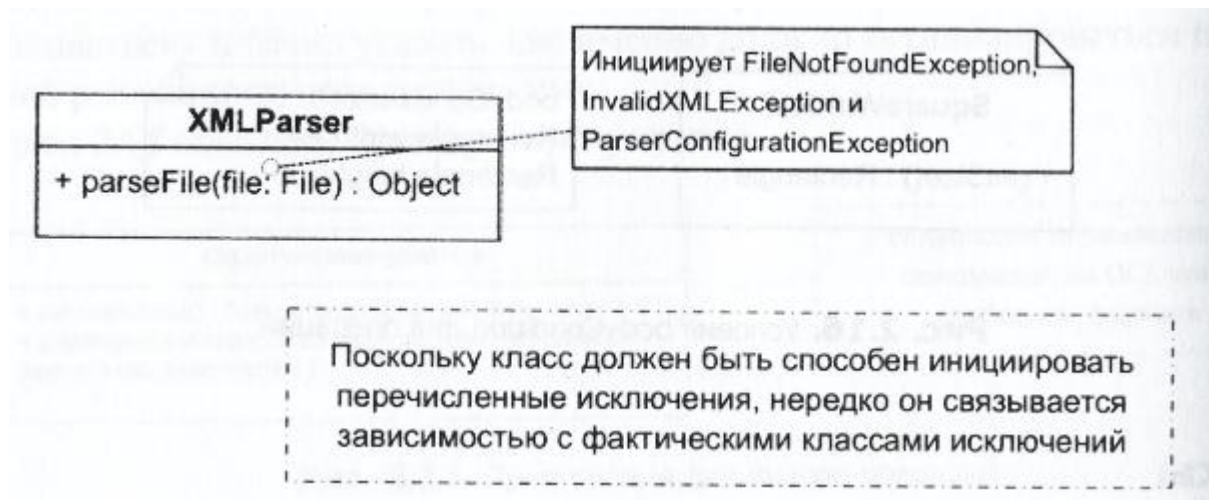 XMLParser
+ parseFile(file: File) : Object
Инициирует FileNotFoundException,
InvalidXMLException и
ParserConfigurationException
Поскольку класс должен быть способен инициировать
перечисленные исключения, нередко он связывается
зависимостью с фактическими классами исключений